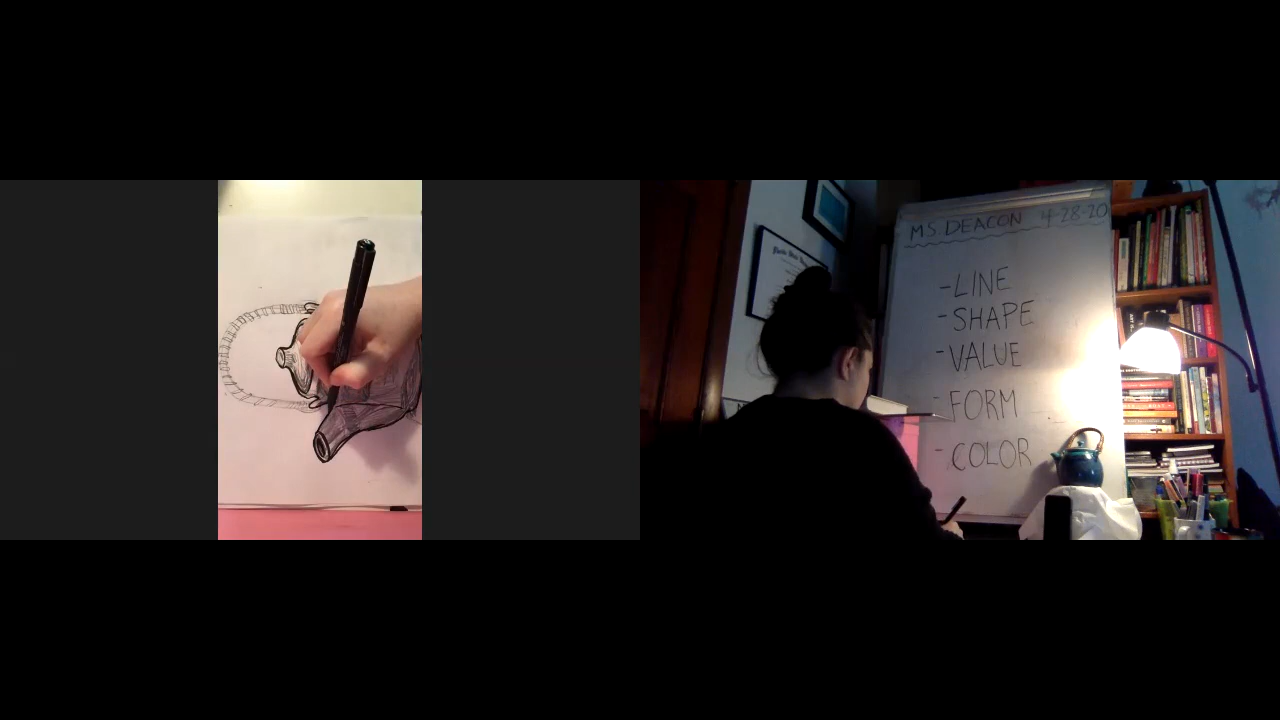 MS. DEACON 4-28-20
-LINE
-SHAPE
-VALUE
-FORM
-COLOR